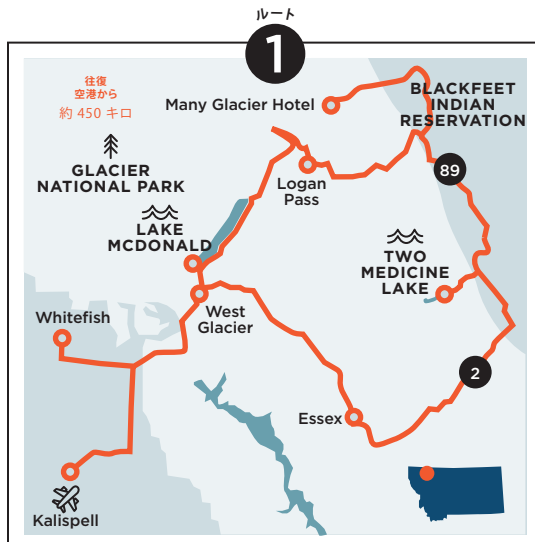 ルート
1
往復
空港から
約 450 キロ
Many Glacier Hotel
BLACKFEET
INDIAN
RESERVATION
GLACIER
NATIONAL PARK
Logan
Pass
89
LAKE
MCDONALD
TWO
MEDICINE
LAKE
West
Glacier
Whitefish
2
Essex
Kalispell